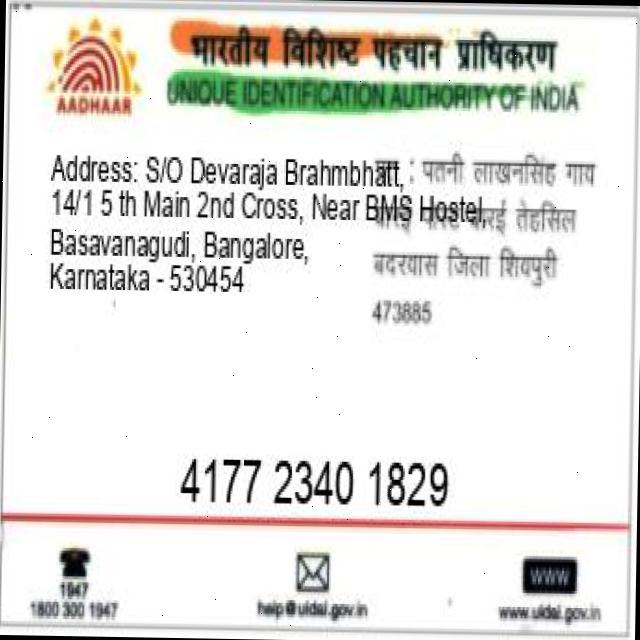 भारतीय विशिष्ट पहचान प्राधिकरण
AADHAAR
UNIQUE IDENTIFICATION AUTHORITY OF INDIA
Address: S/O Devaraja Brahmbhatt,
14/1 5 th Main 2nd Cross, Near BMS Hostel,
Basavanagudi, Bangalore,
Karnataka - 530454
: पतनी लाखनसिंह गाय
तेहसिल
बदरवास जिला शिवपुरी
473885
4177 2340 1829
1947
1800 300 1947
help@uidai.gov.in
WWW
www.uidai.gov.in